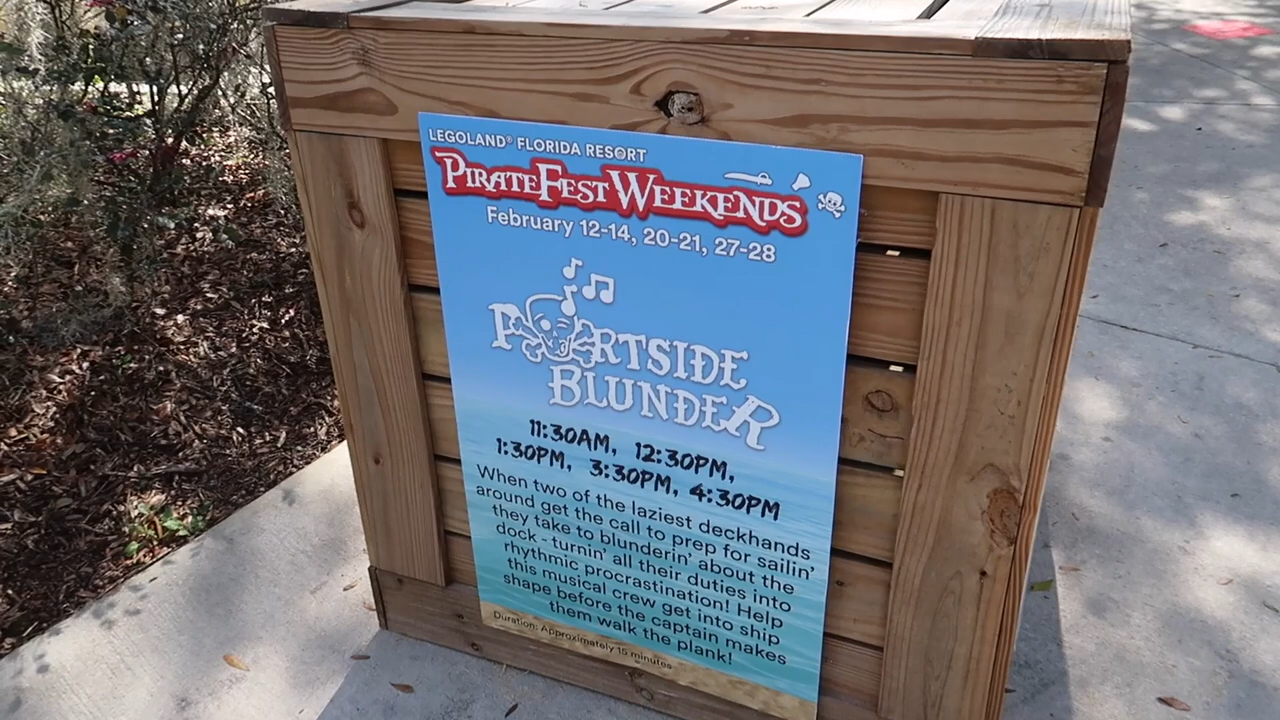 LEGOLAND® FLORIDA RESORT
PIRATEFEST WEEKENDS
February 12-14, 20-21, 27-28
PORTSIDE
BLUNDER
11:30AM, 12:30PM,
1:30PM, 3:30PM, 4:30PM
When two of the laziest deckhands
around get the call to prep for sailin'
they take to blunderin' about the
dock - turnin' all their duties into
rhythmic procrastination! Help
this musical crew get into ship
shape before the captain makes
them walk the plank!
Duration: Approximately 15 minutes